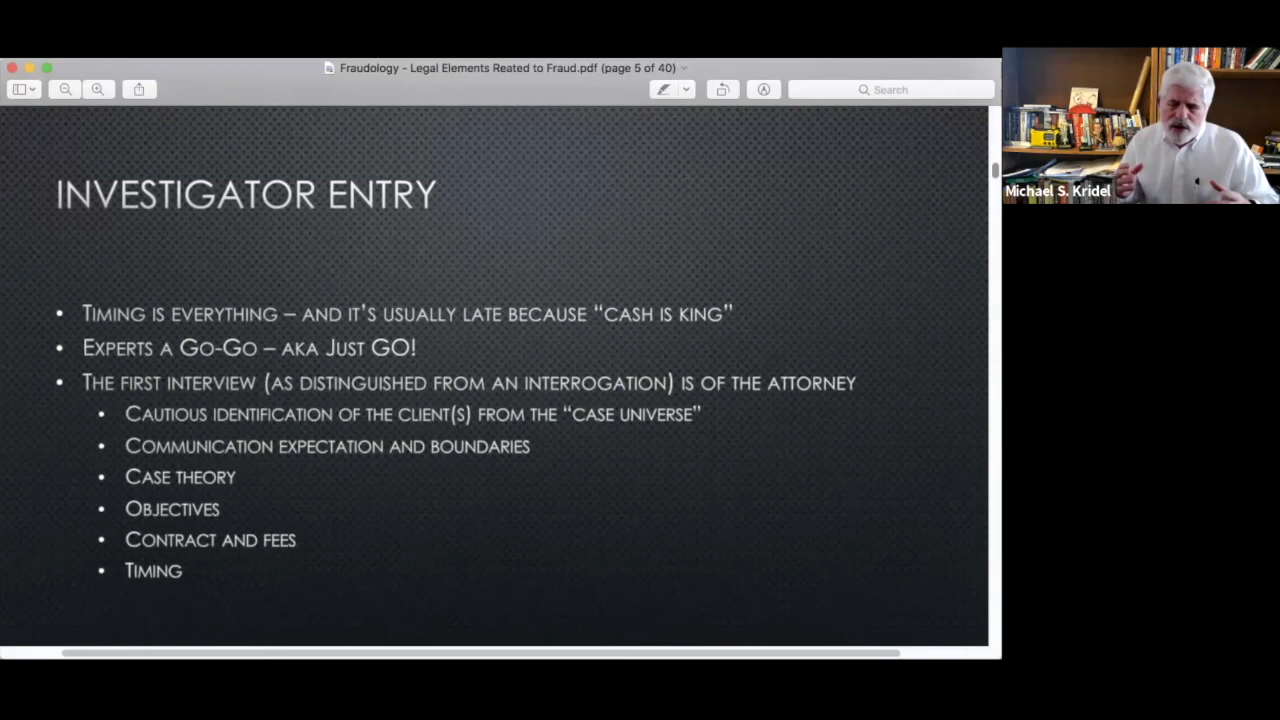 Fraudology - Legal Elements Reated to Fraud.pdf (page 5 of 40)
Search
INVESTIGATOR ENTRY
• TIMING IS EVERYTHING – AND IT'S USUALLY LATE BECAUSE “CASH IS KING”
• EXPERTS A GO-GO – AKA JUST GO!
• THE FIRST INTERVIEW (AS DISTINGUISHED FROM AN INTERROGATION) IS OF THE ATTORNEY
• CAUTIOUS IDENTIFICATION OF THE CLIENT(S) FROM THE “CASE UNIVERSE”
• COMMUNICATION EXPECTATION AND BOUNDARIES
• CASE THEORY
• OBJECTIVES
• CONTRACT AND FEES
• TIMING
Michael S. Kridel